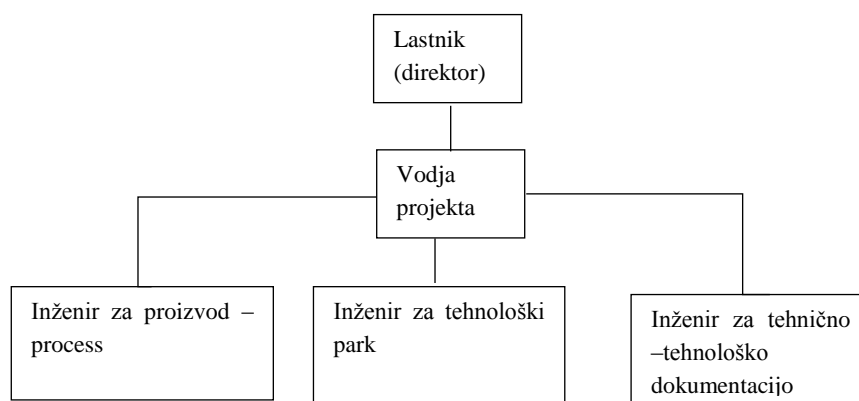 Lastnik
(direktor)
Vodja
projekta
Inženir za proizvod –
process
Inženir za tehnološki
park
Inženir za tehnično
–tehnološko
dokumentacijo